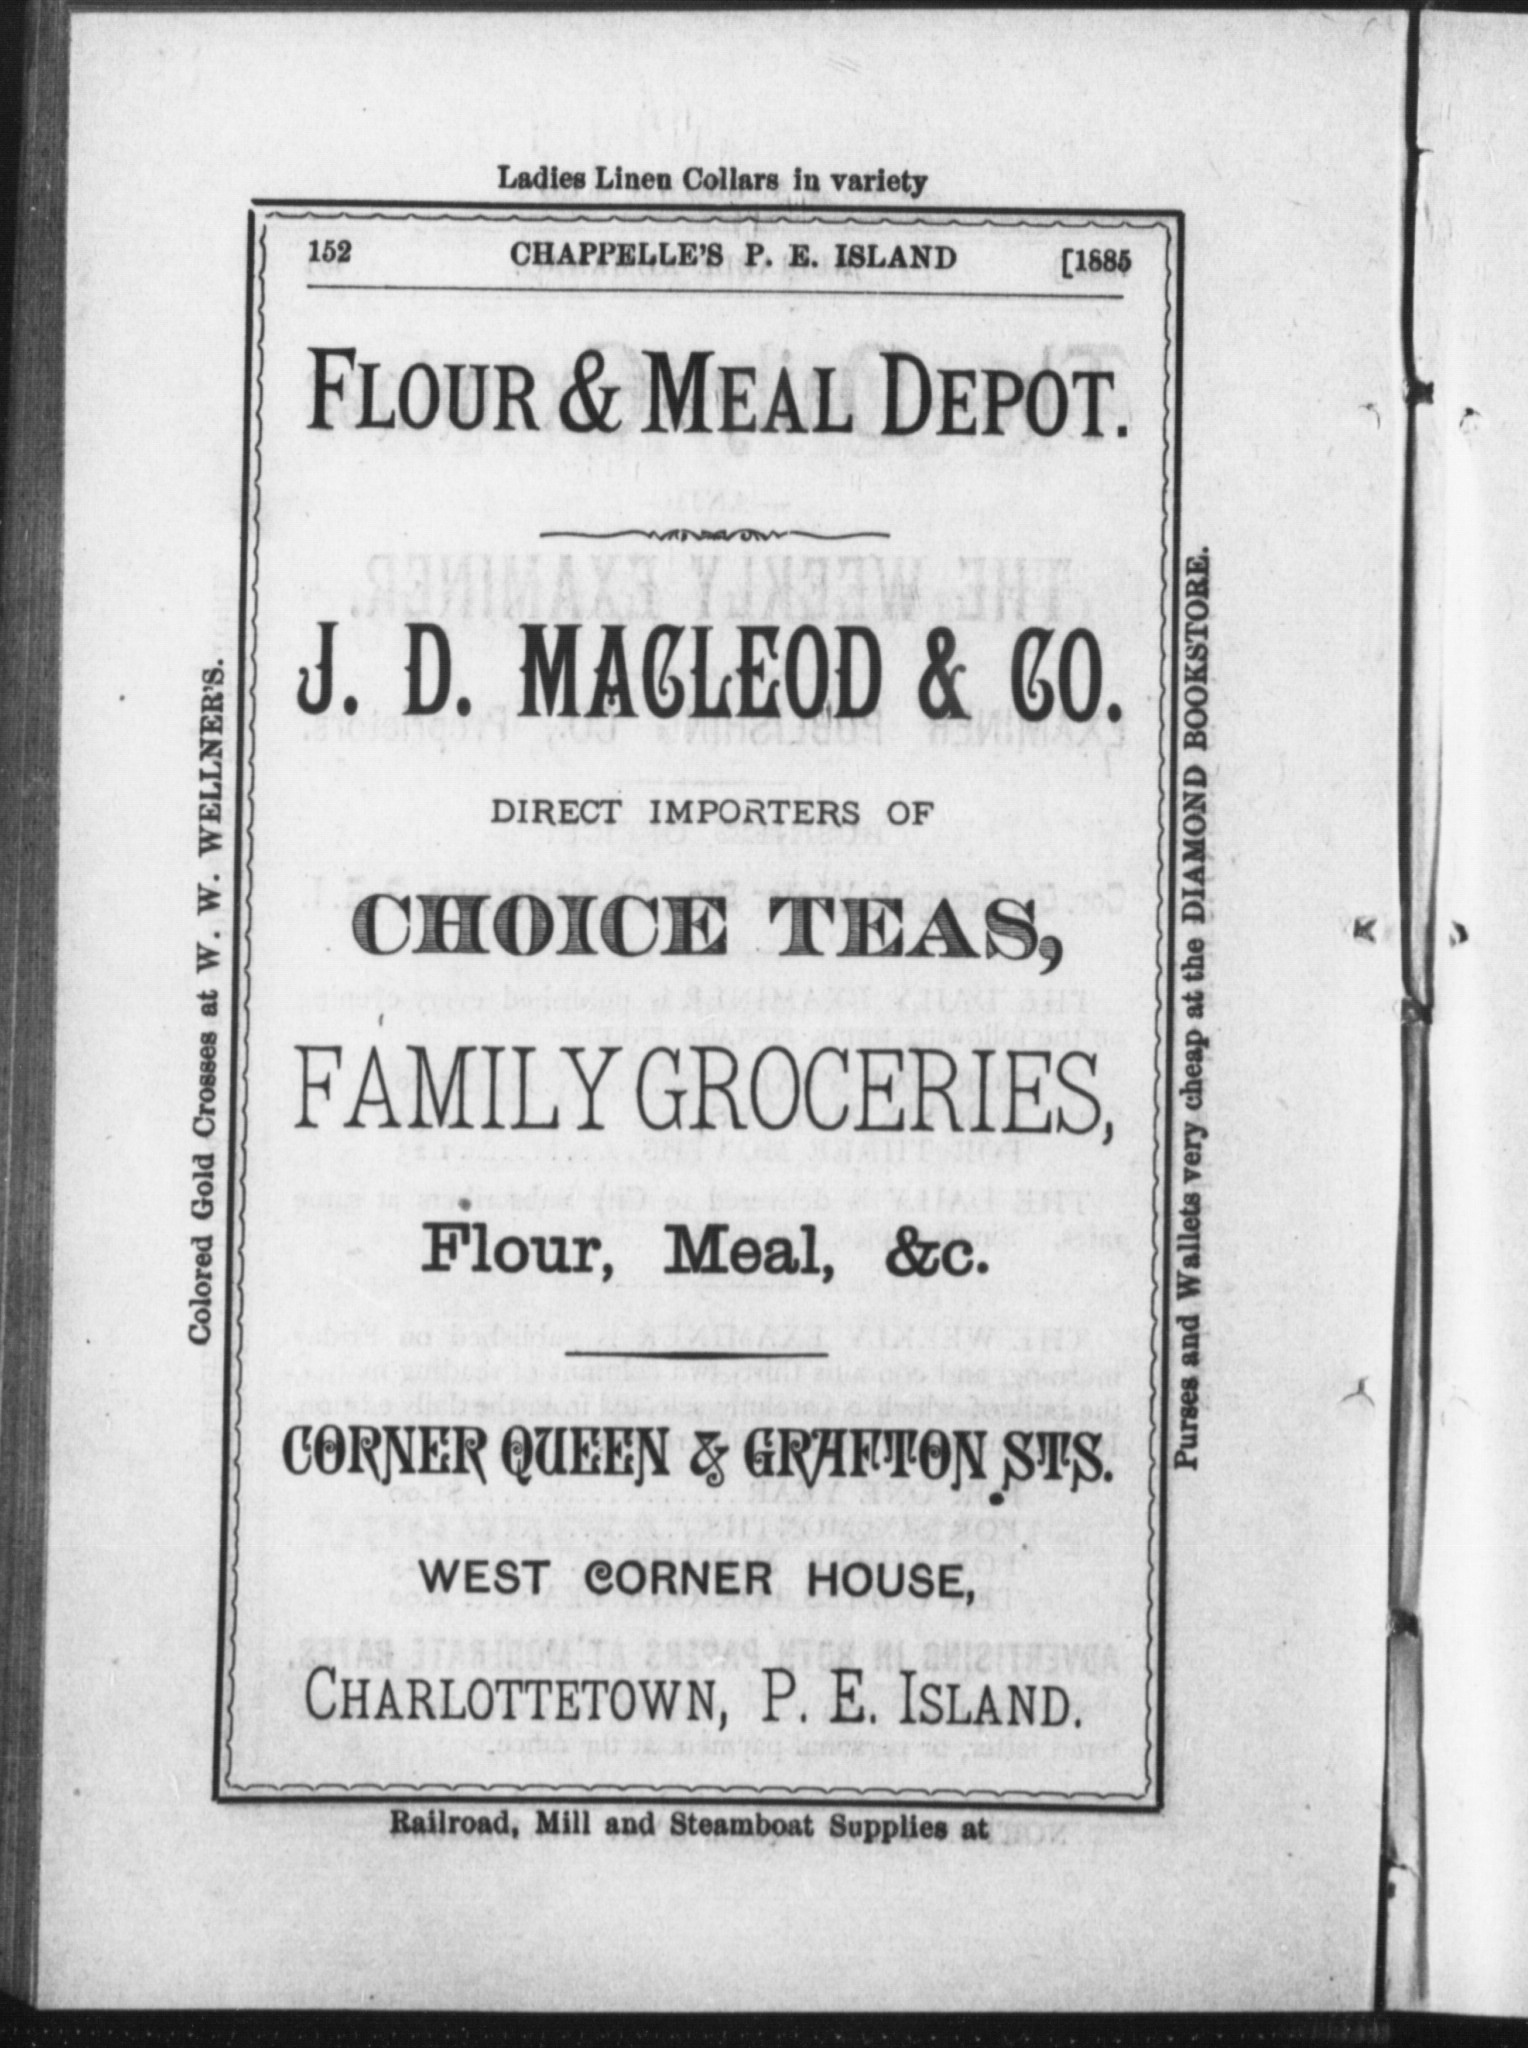 Ladies Linen Collars in variety
152 CHAPPELLE'S P. E. ISLAND [1885
FLOUR & MEAL DEPOT.
J. D. MACLEOD & CO.
DIRECT IMPORTERS OF
CHOICE TEAS,
FAMILY GROCERIES,
Flour, Meal, &c.
CORNER QUEEN & GRAFTON STS.
WEST CORNER HOUSE,
CHARLOTTETOWN, P. E. ISLAND.
Railroad, Mill and Steamboat Supplies at
Colored Gold Crosses at W. W. WELLNER'S.
Purses and Wallets very cheap at the DIAMOND BOOKSTORE.